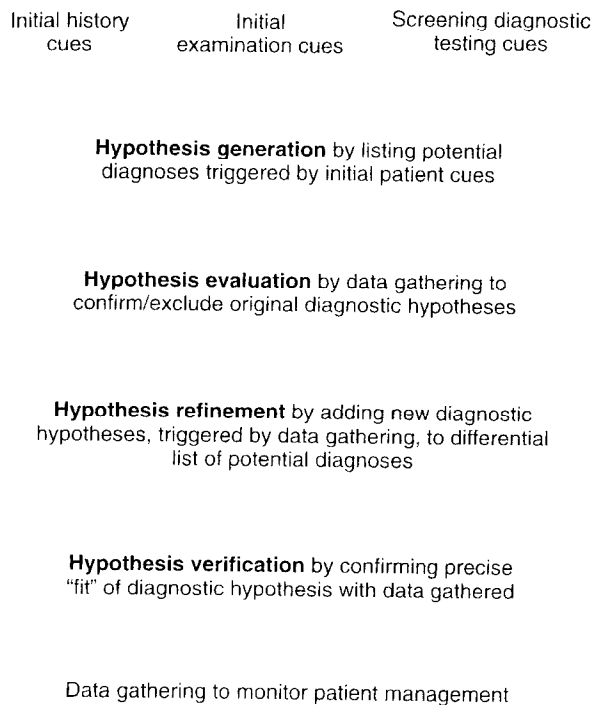 Initial history cues
Initial examination cues
Screening diagnostic testing cues
Hypothesis generation by listing potential
diagnoses triggered by initial patient cues
Hypothesis evaluation by data gathering to
confirm/exclude original diagnostic hypotheses
Hypothesis refinement by adding new diagnostic
hypotheses, triggered by data gathering, to differential
list of potential diagnoses
Hypothesis verification by confirming precise
“fit” of diagnostic hypothesis with data gathered
Data gathering to monitor patient management